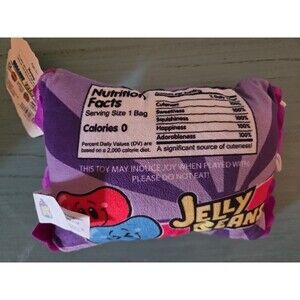 Nutrition
Facts
Serving Size 1 Bag
Calories 0
Percent Daily Values (DV) are
based on a 2,000 calorie diet.
Cuteness 100%
Sweetness 100%
Squishiness 100%
Happiness 100%
Adorableness 100%
A significant source of cuteness!
THIS TOY MAY INDUCE JOY WHEN PLAYED WITH
PLEASE DO NOT EAT!
JELLY
BEANS